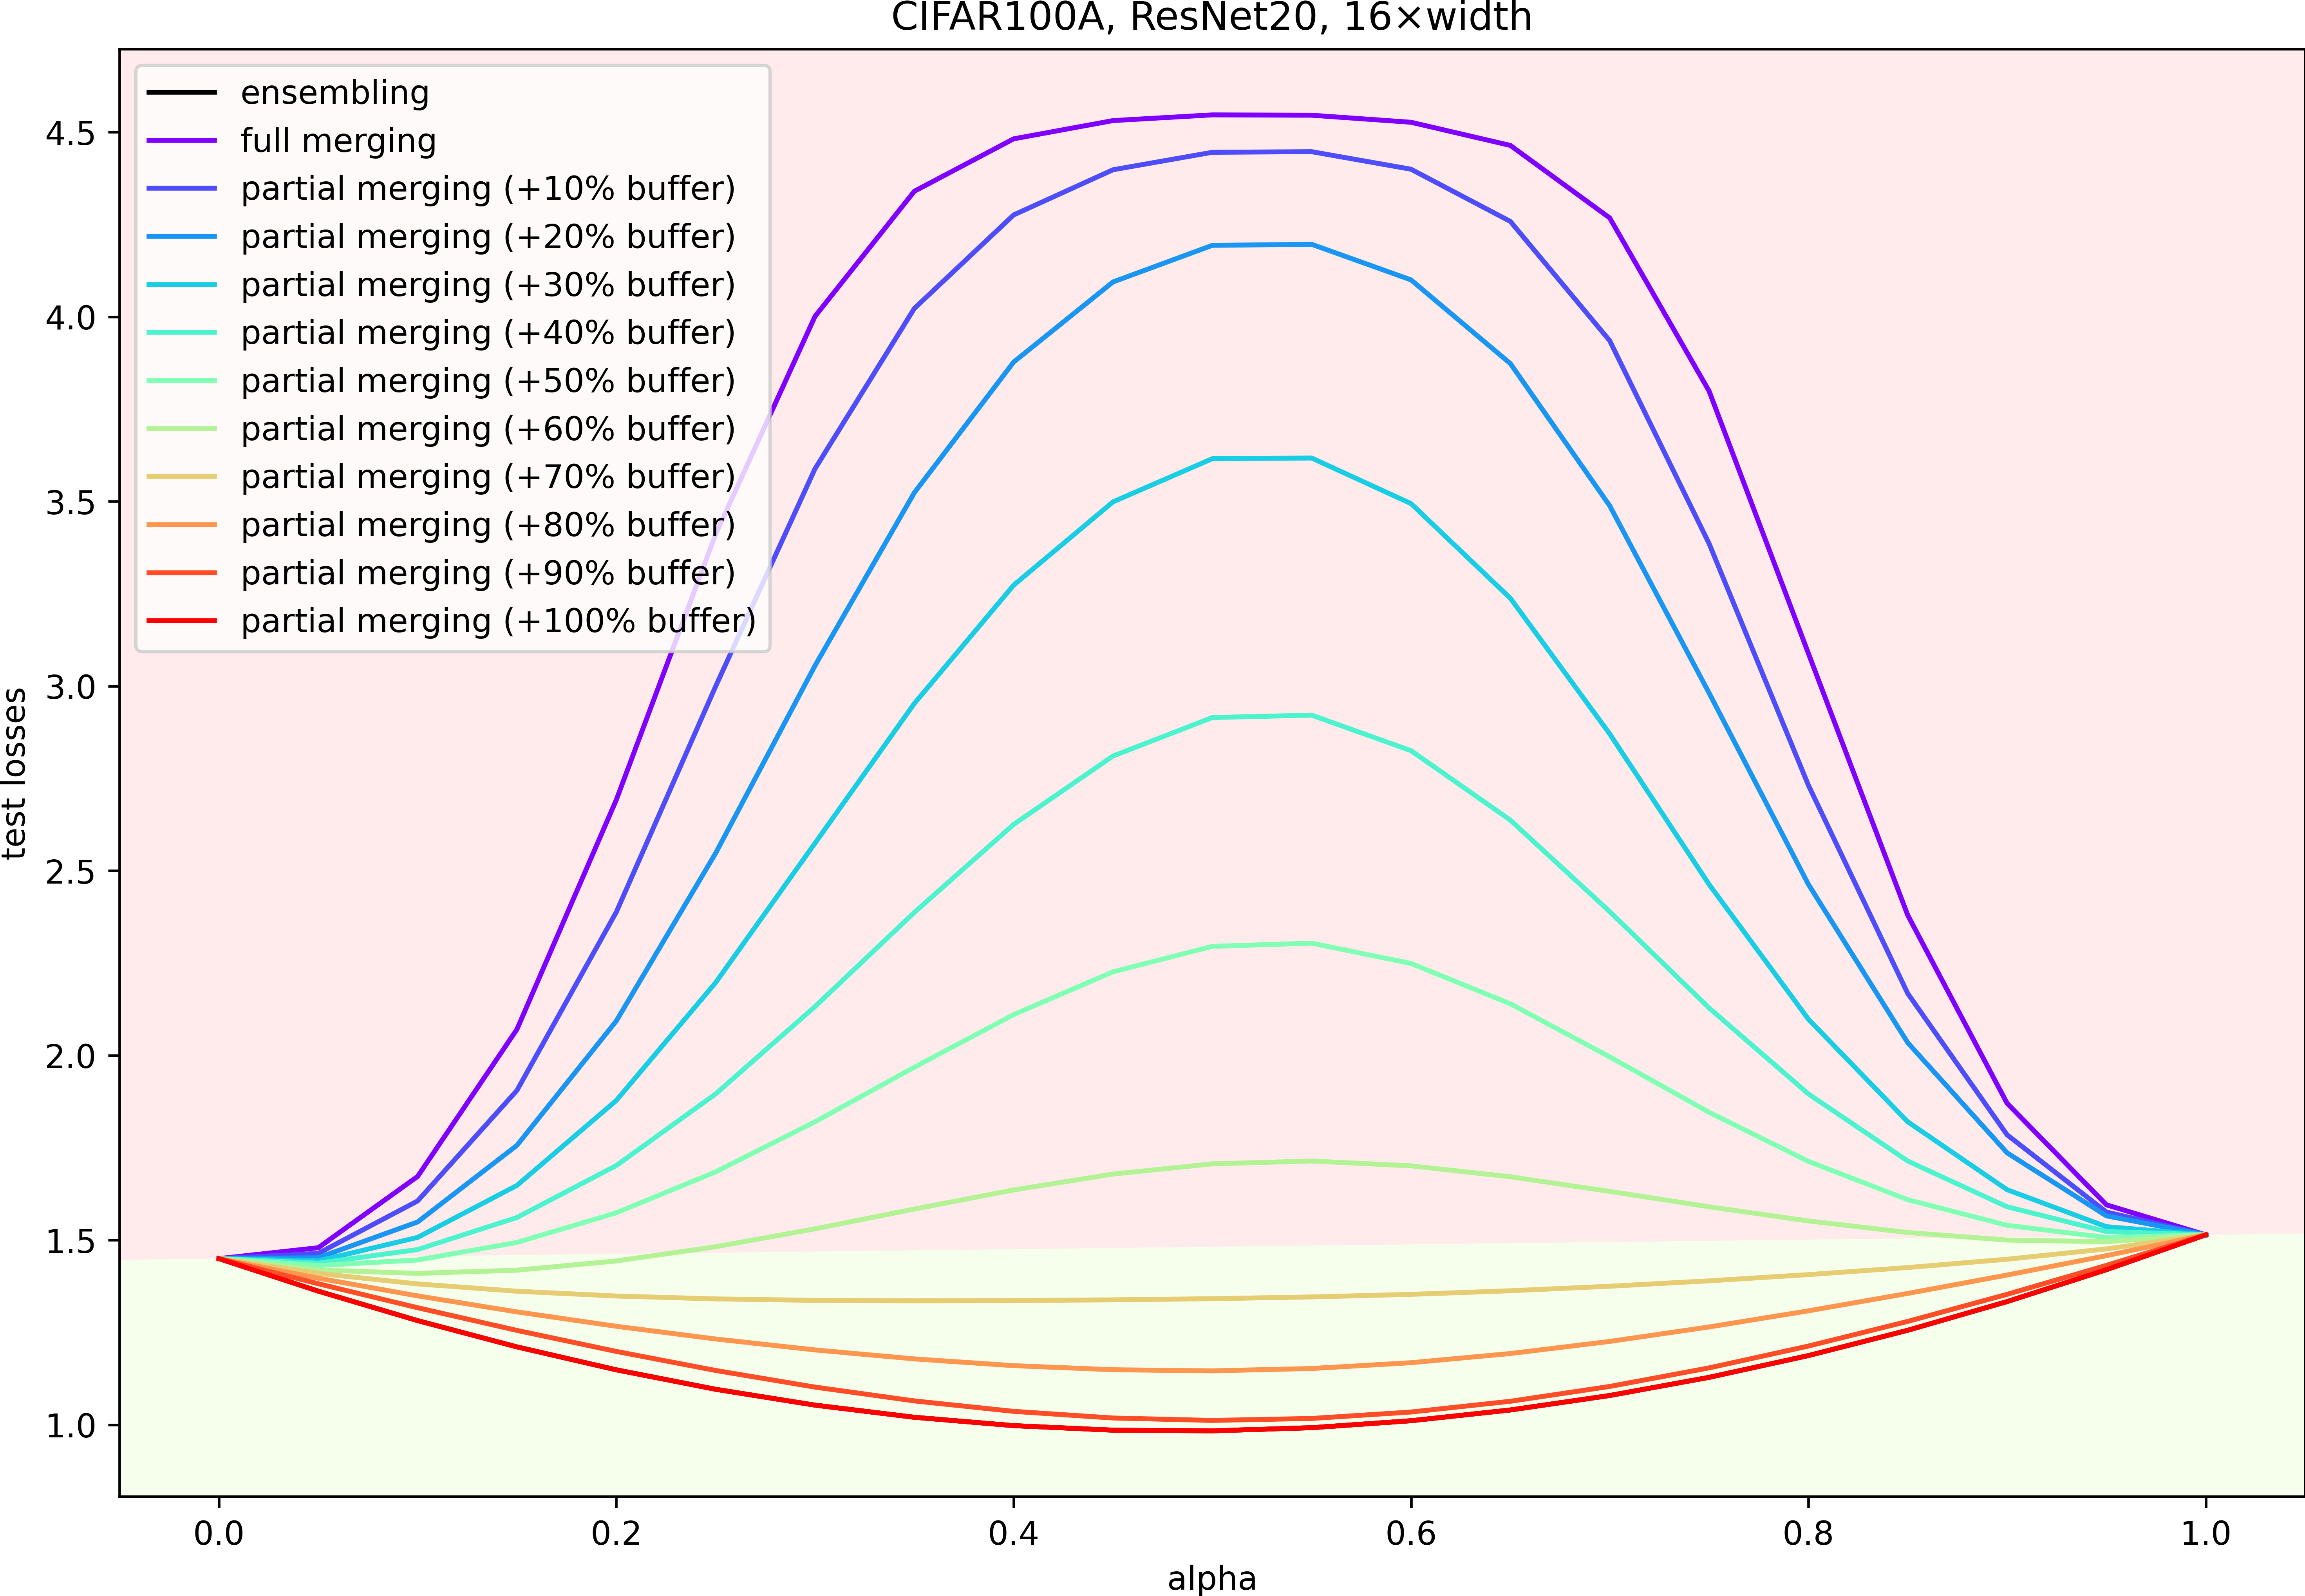 CIFAR100A, ResNet20, 16×width
ensembling
full merging
partial merging (+10% buffer)
partial merging (+20% buffer)
partial merging (+30% buffer)
partial merging (+40% buffer)
partial merging (+50% buffer)
partial merging (+60% buffer)
partial merging (+70% buffer)
partial merging (+80% buffer)
partial merging (+90% buffer)
partial merging (+100% buffer)
test losses
4.5
4.0
3.5
3.0
2.5
2.0
1.5
1.0
0.0 0.2 0.4 0.6 0.8 1.0
alpha